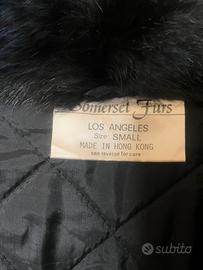 Somerset Furs
LOS ANGELES
Size: SMALL
MADE IN HONG KONG
see reverse for care
subito